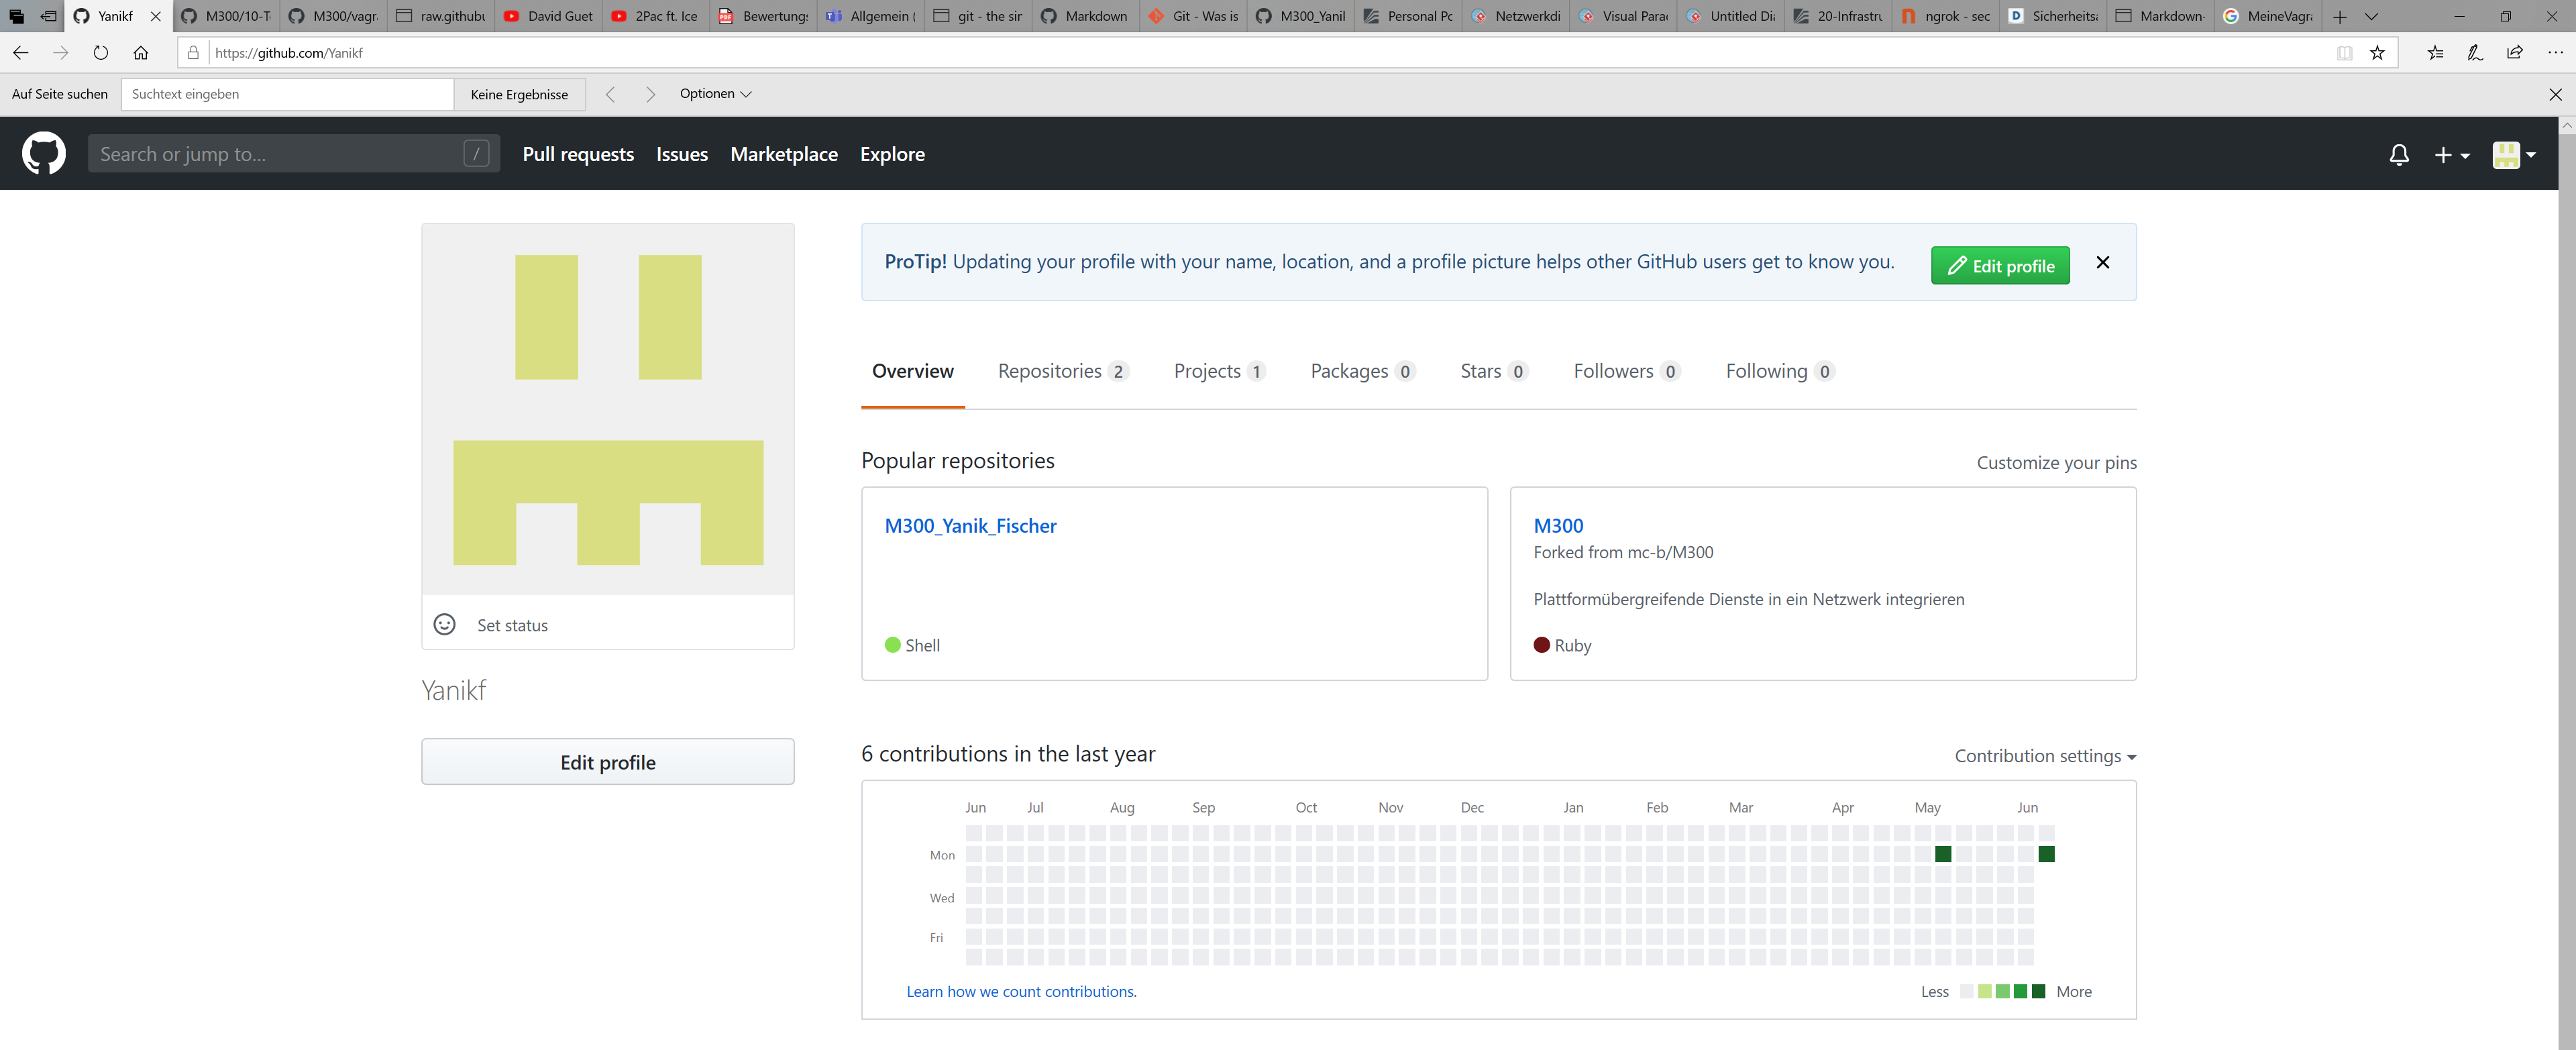 Yanikf
M300/10-T
M300/vagr
raw.githubu
David Guet
2Pac ft. Ice
Bewertung
Allgemein (
git - the sir
Markdown
Git - Was is
M300_Yanil
Personal Pc
Netzwerkdi
Visual Para
Untitled Di
20-Infrastru
ngrok - sec
Sicherheits
Markdown-
MeineVagr
https://github.com/Yanikf
Auf Seite suchen
Suchtext eingeben
Keine Ergebnisse
Optionen
Search or jump to...
/
Pull requests
Issues
Marketplace
Explore
ProTip! Updating your profile with your name, location, and a profile picture helps other GitHub users get to know you.
Edit profile
Overview
Repositories 2
Projects 1
Packages 0
Stars 0
Followers 0
Following 0
Set status
Yanikf
Edit profile
Popular repositories
Customize your pins
M300_Yanik_Fischer
Shell
M300
Forked from mc-b/M300
Plattformübergreifende Dienste in ein Netzwerk integrieren
Ruby
6 contributions in the last year
Contribution settings
Jun Jul Aug Sep Oct Nov Dec Jan Feb Mar Apr May Jun
Mon
Wed
Fri
Learn how we count contributions.
Less
More